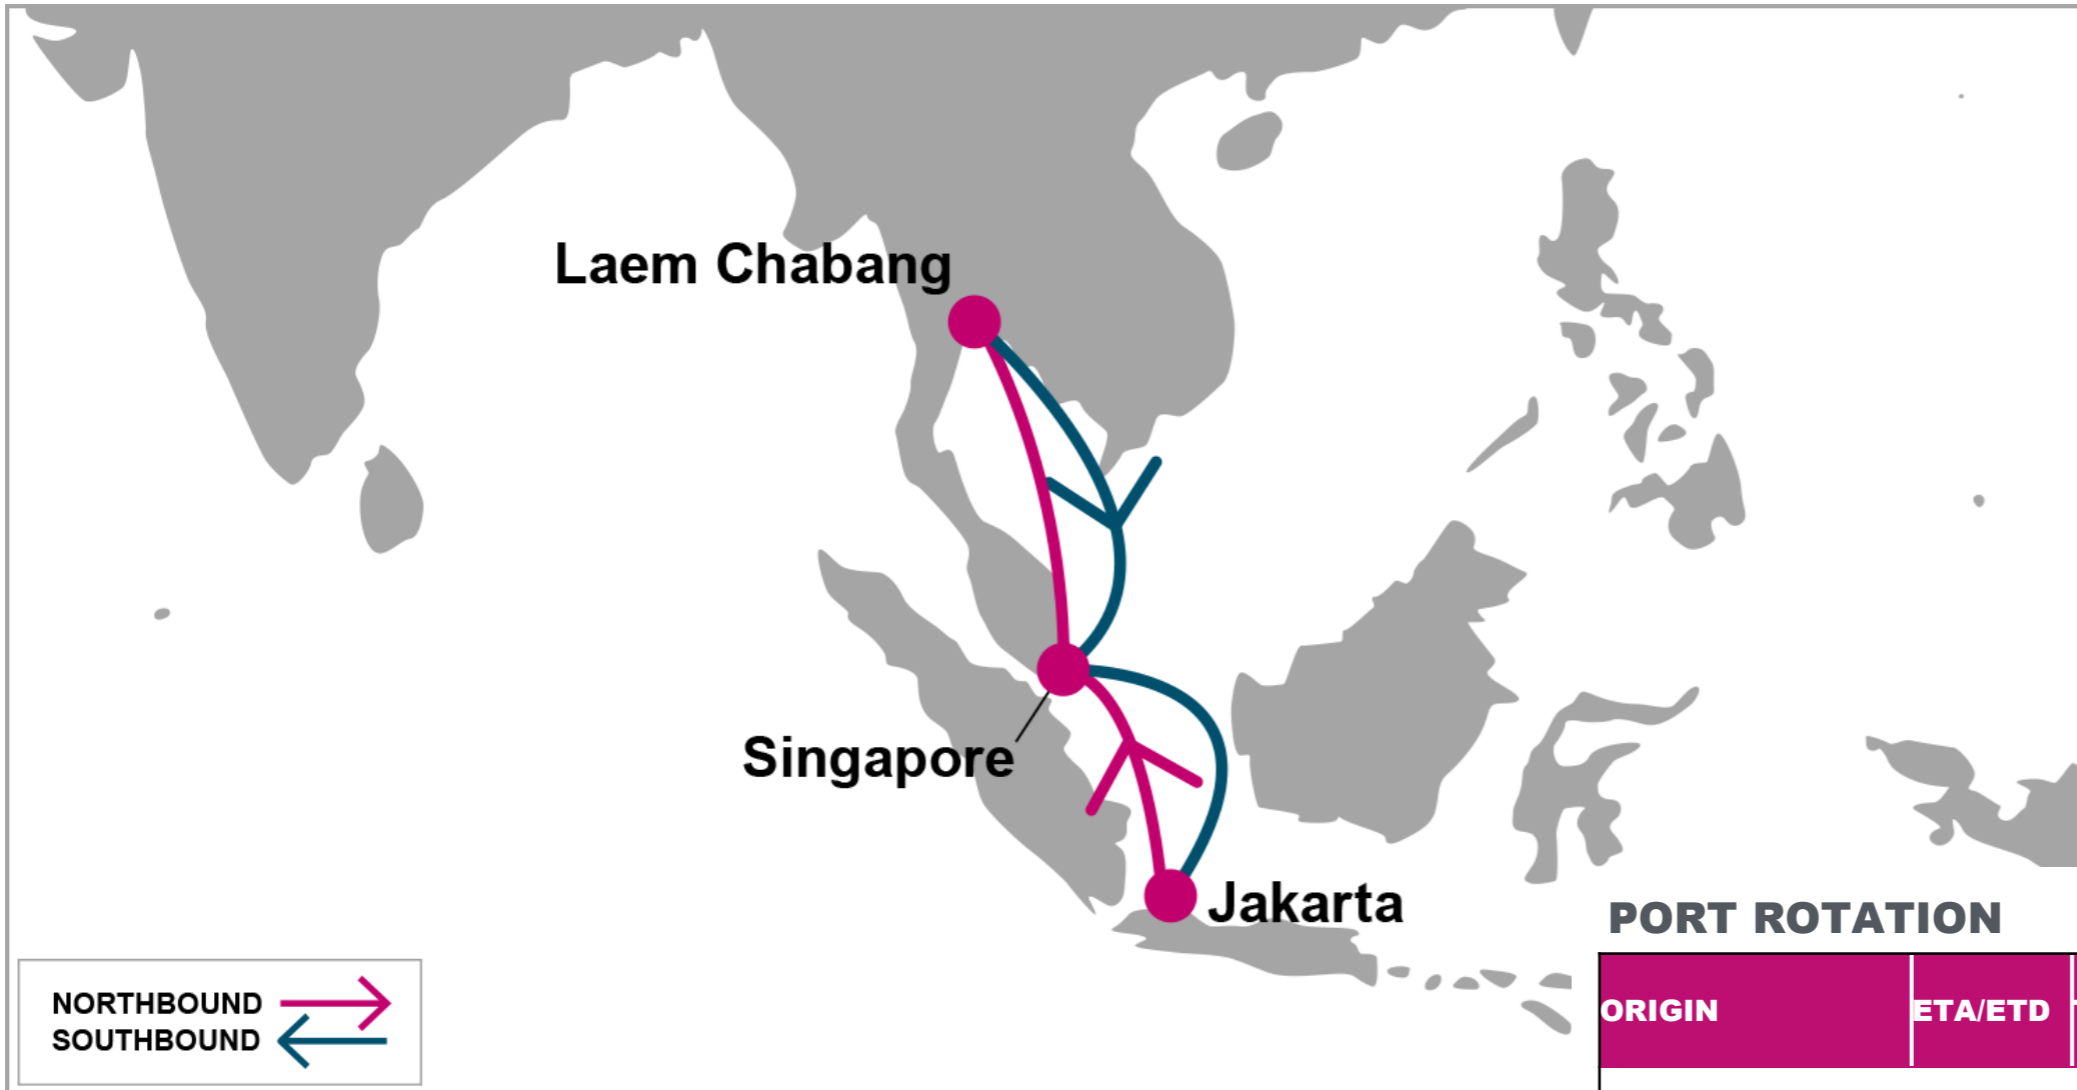 Laem Chabang
Singapore
Jakarta
PORT ROTATION
ORIGIN
ETA/ETD
NORTHBOUND
SOUTHBOUND